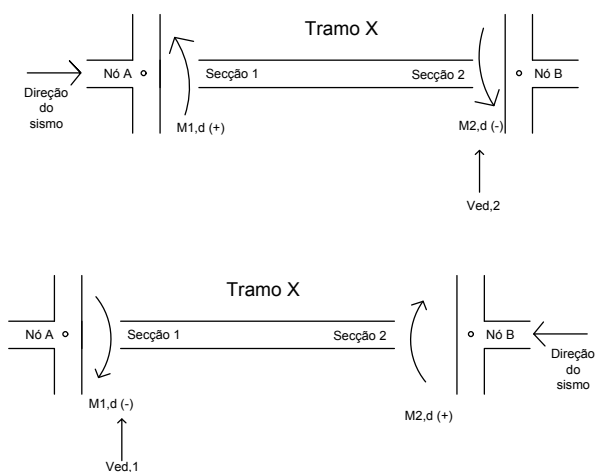 Tramo X
Nó A
Secção 1
Secção 2
Nó B
Direção
do
sismo
M1,d (+)
M2,d (-)
Ved,2
Tramo X
Nó A
Secção 1
Secção 2
Nó B
Direção
do
sismo
M1,d (-)
M2,d (+)
Ved,1